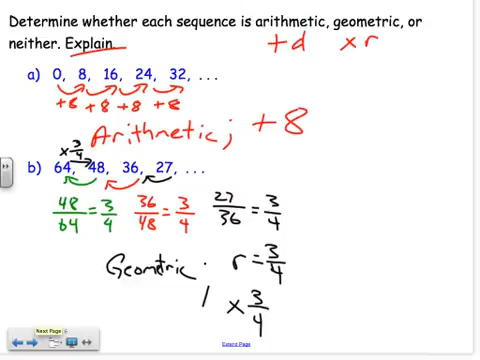 Determine whether each sequence is arithmetic, geometric, or
neither. Explain.
+d   xr
a) 0, 8, 16, 24, 32, . . .
+8 +8 +8 +8
Arithmetic; +8
x 3/4
b) 64, 48, 36, 27, . . .
48/64 = 3/4   36/48 = 3/4   27/36 = 3/4
Geometric ; r = 3/4
x 3/4
Next Page
Extend Page